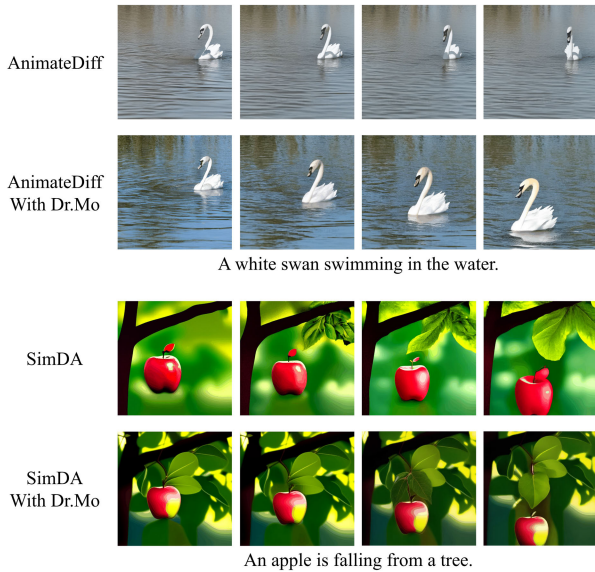 AnimateDiff
AnimateDiff
With Dr.Mo
A white swan swimming in the water.
SimDA
SimDA
With Dr.Mo
An apple is falling from a tree.